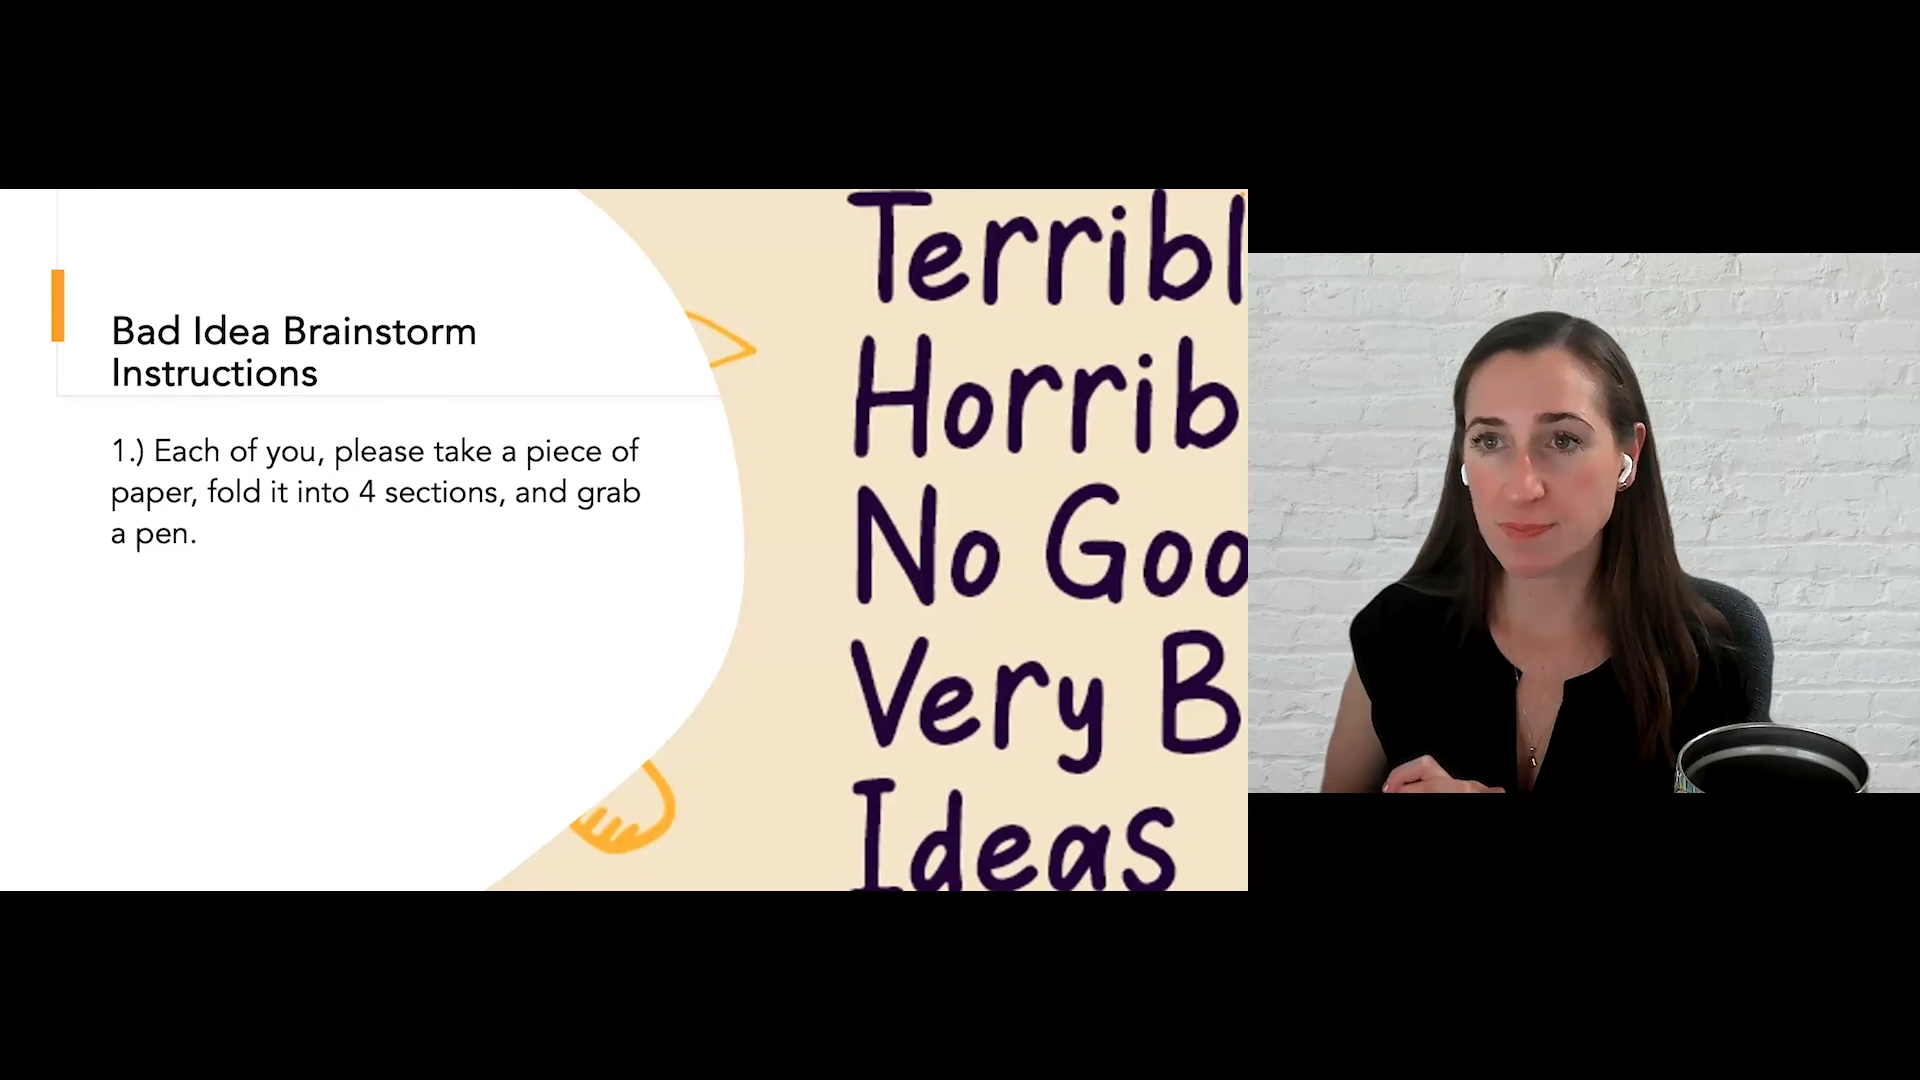 Bad Idea Brainstorm
Instructions
1.) Each of you, please take a piece of
paper, fold it into 4 sections, and grab
a pen.
Terribl
Horrib
No Goo
Very B
Ideas